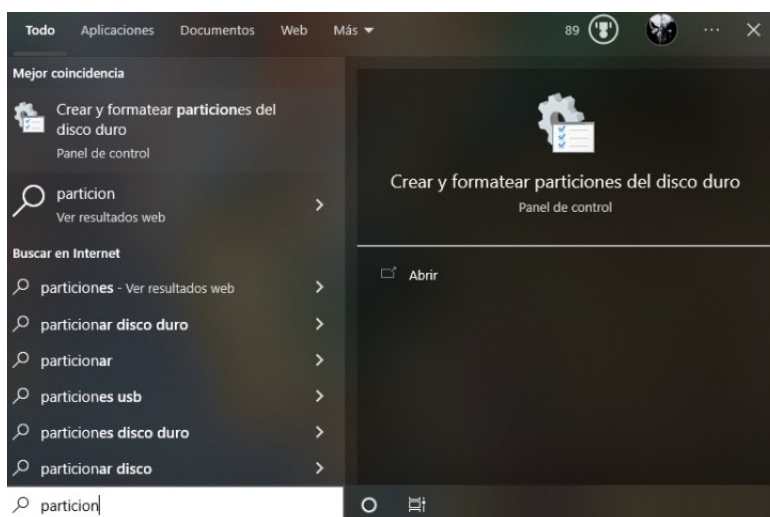 Todo Aplicaciones Documentos Web Más 89 ...
Mejor coincidencia
Crear y formatear particiones del
disco duro
Panel de control
particion
Ver resultados web
Buscar en Internet
particiones - Ver resultados web
particionar disco duro
particionar
particiones usb
particiones disco duro
particionar disco
particion
Crear y formatear particiones del disco duro
Panel de control
Abrir